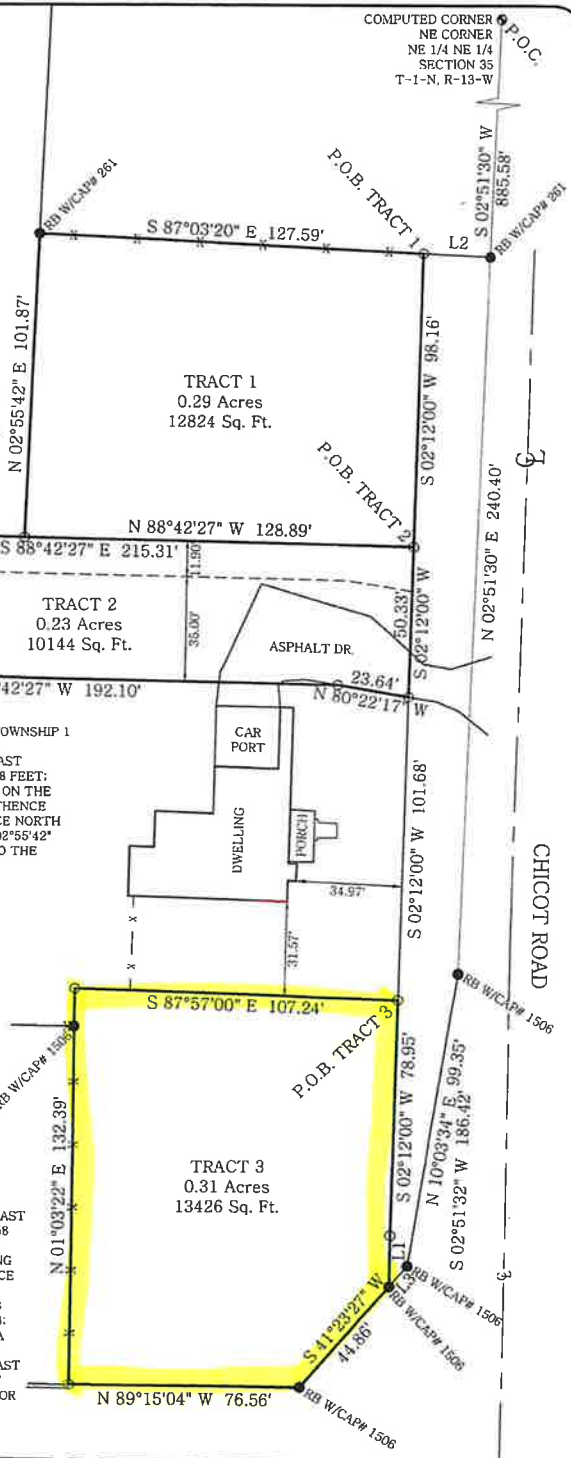 COMPUTED CORNER
NE CORNER
NE 1/4 NE 1/4
SECTION 35
T-1-N, R-13-W
P.O.C.
S 02°51'30" W
885.58'
RB W/CAP# 261
P.O.B. TRACT 1
S 87°03'20" E 127.59'
L2
RB W/CAP# 261
N 02°55'42" E 101.87'
TRACT 1
0.29 Acres
12824 Sq. Ft.
S 02°12'00" W 98.16'
P.O.B. TRACT 2
CL
N 02°51'30" E 240.40'
N 88°42'27" W 128.89'
S 88°42'27" E 215.31'
11.90'
TRACT 2
0.23 Acres
10144 Sq. Ft.
35.00'
50.33'
S 02°12'00" W
ASPHALT DR.
23.64'
N 80°22'17" W
42'27" W 192.10'
OWNSHIP 1
AST
8 FEET;
ON THE
THENCE
CE NORTH
02°55'42"
O THE
CAR
PORT
DWELLING
PORCH
34.97'
31.57'
S 02°12'00" W 101.68'
CHICOT ROAD
RB W/CAP# 1506
S 87°57'00" E 107.24'
P.O.B. TRACT 3
RB W/CAP# 1506
N 01°03'22" E 132.39'
TRACT 3
0.31 Acres
13426 Sq. Ft.
S 02°12'00" W 78.95'
N 10°03'34" E 99.35'
S 02°51'32" W 186.42'
L1
L3
RB W/CAP# 1506
RB W/CAP# 1506
S 41°23'27" W
44.86'
N 89°15'04" W 76.56'
RB W/CAP# 1506
AST
NG
CE
AST
OR